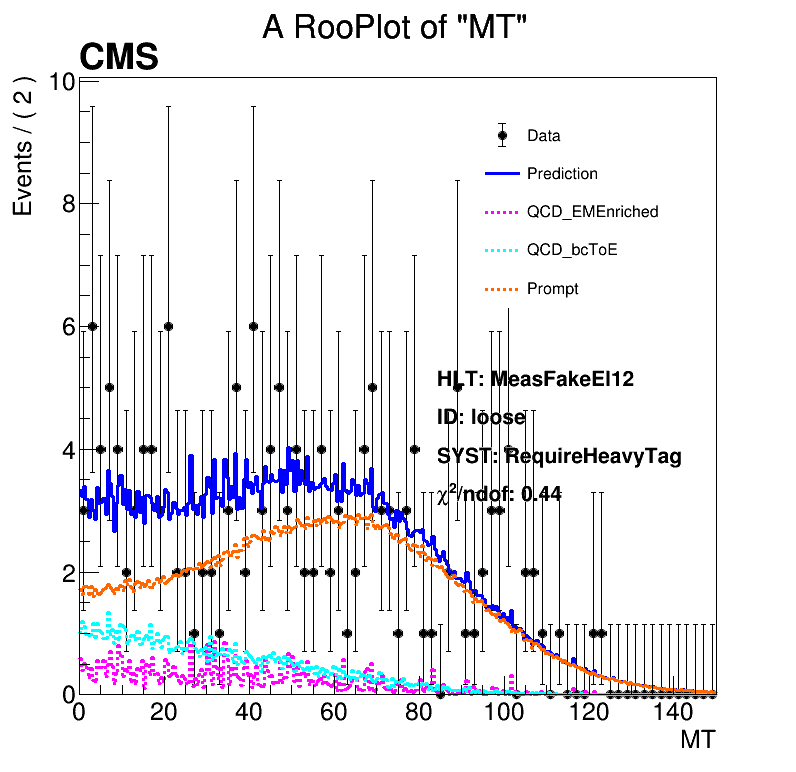 A RooPlot of "MT"
CMS
Events / ( 2 )
10
8
6
4
2
0
Data
Prediction
QCD_EMEnriched
QCD_bcToE
Prompt
HLT: MeasFakeEl12
ID: loose
SYST: RequireHeavyTag
χ²/ndof: 0.44
0 20 40 60 80 100 120 140
MT